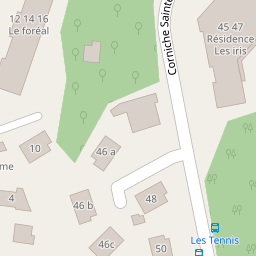 12 14 16
Le foréal
Corniche Sainte
45 47
Résidence
Les iris
10
46 a
me
4
46 b
48
46c
50
Les Tennis